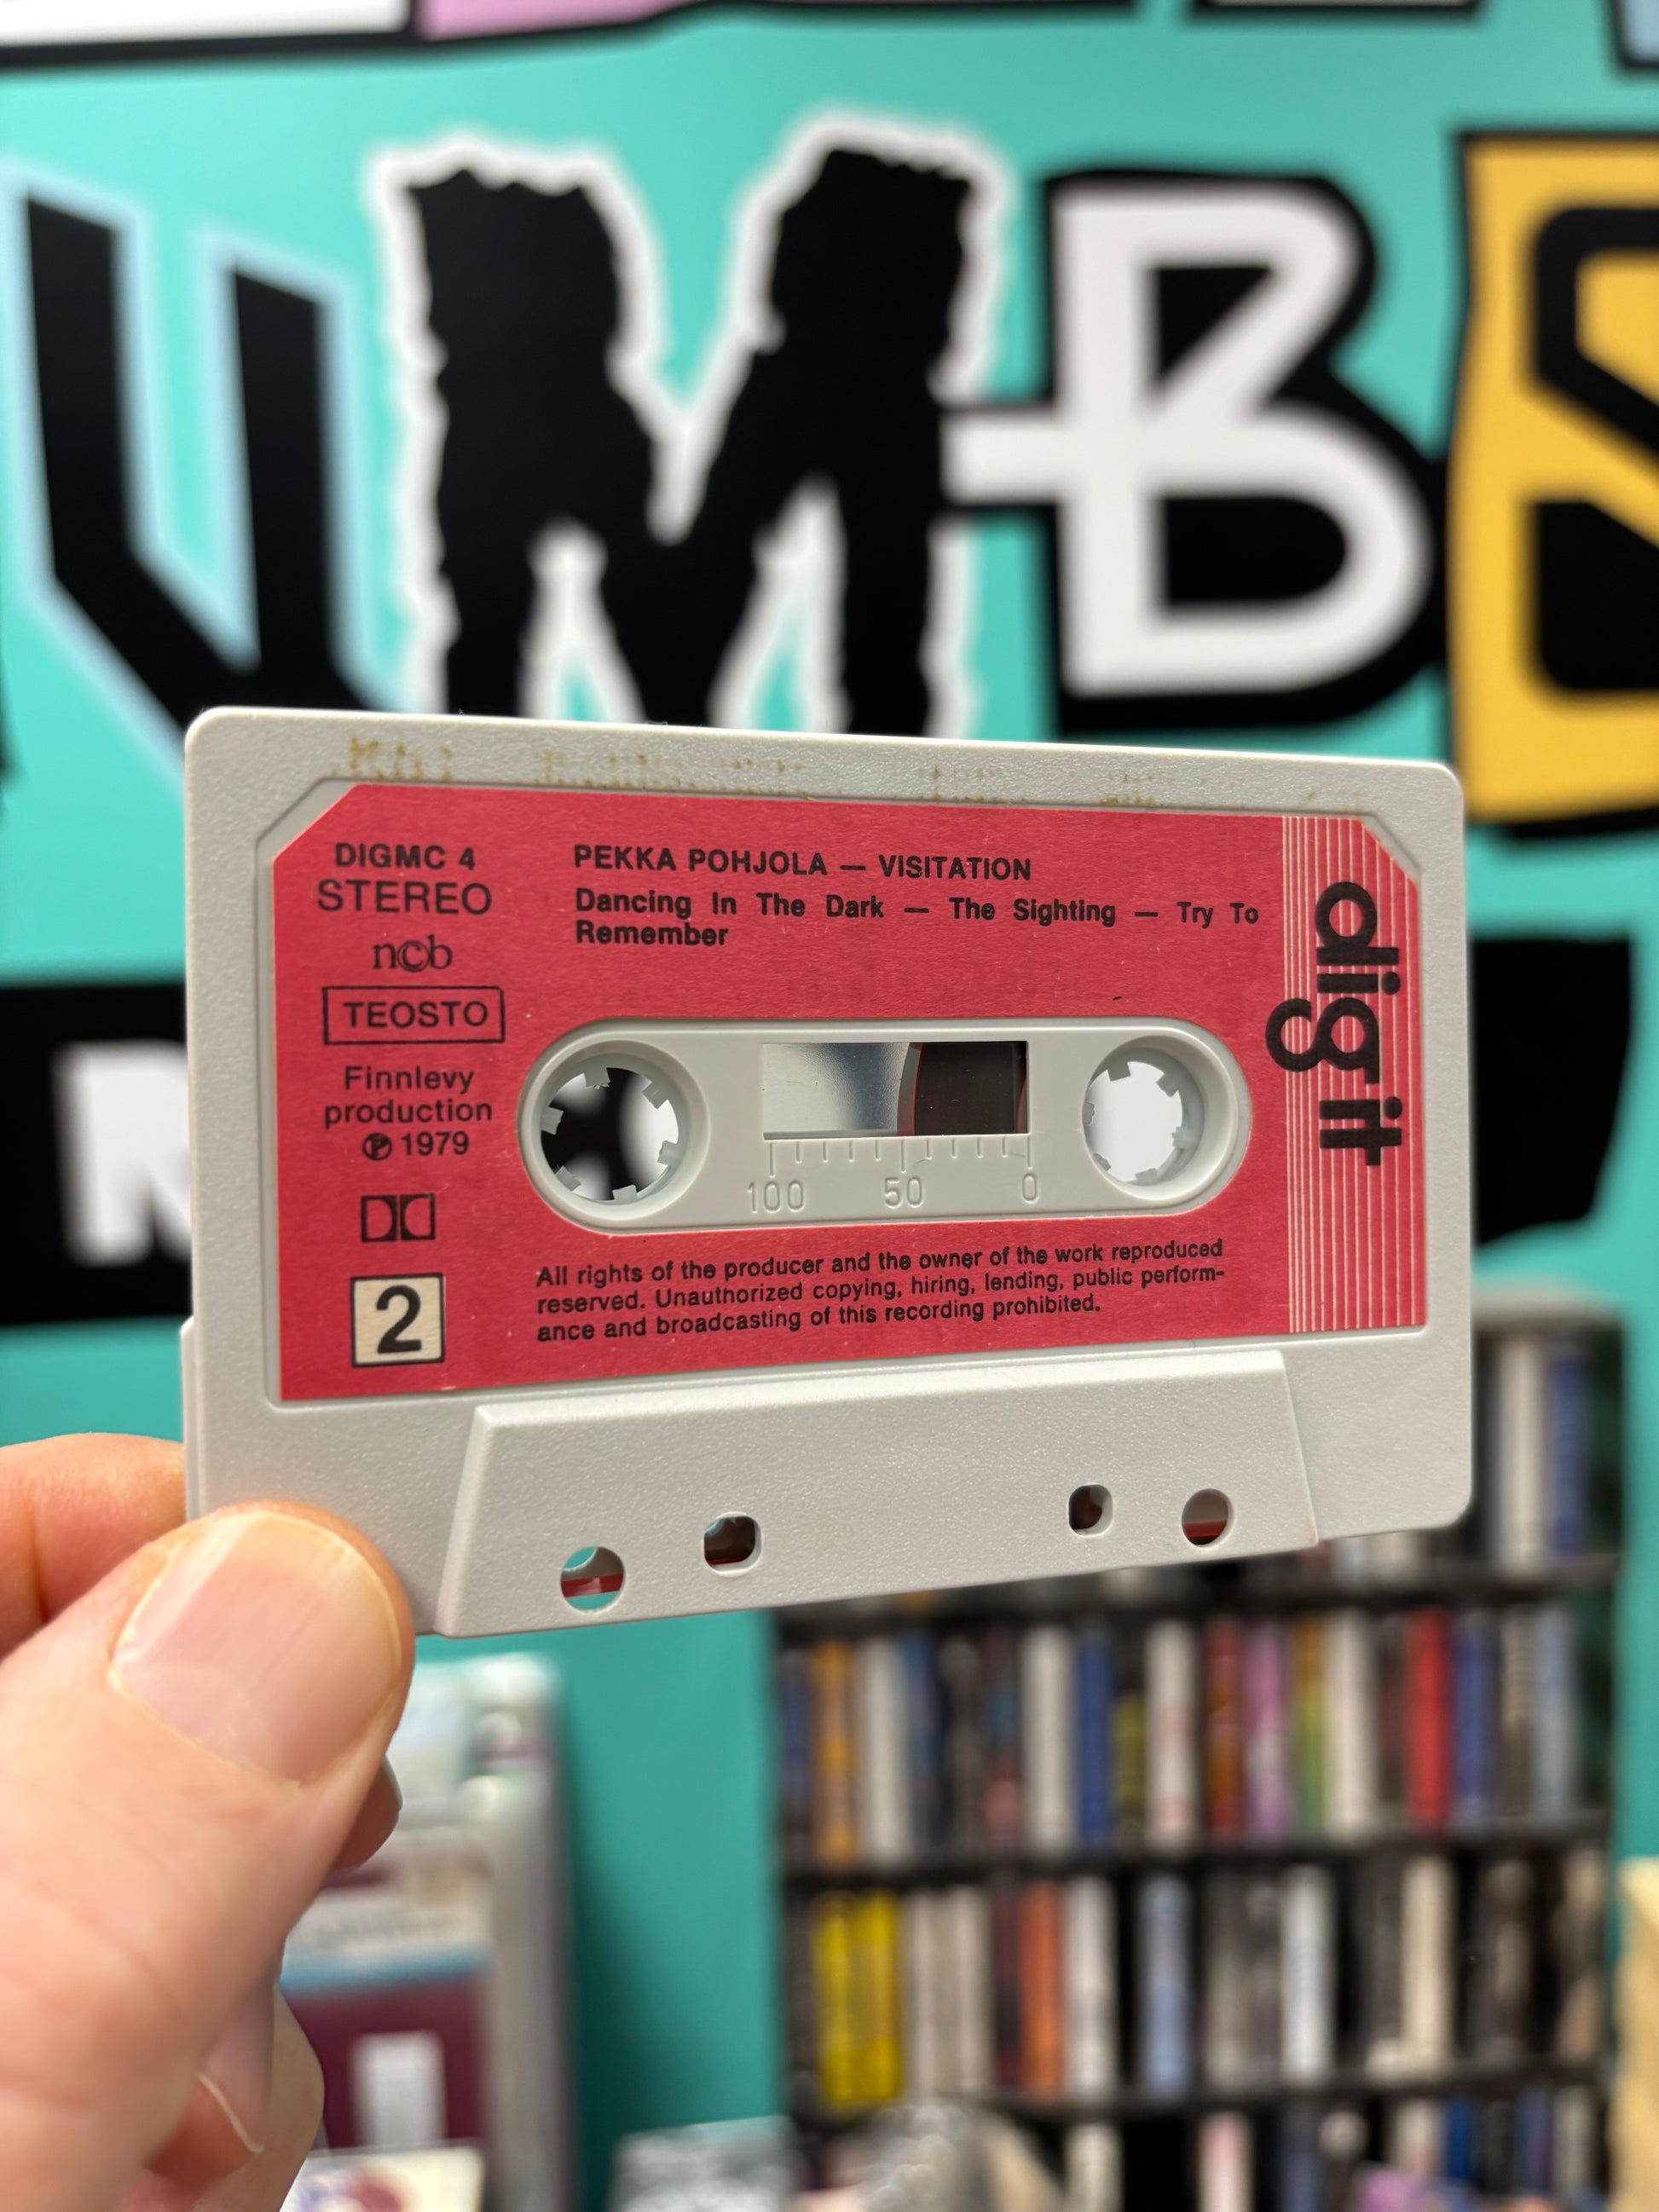 UMBS
DIGMC 4
STEREO
ncb
TEOSTO
Finnlevy
production
℗ 1979
2
PEKKA POHJOLA — VISITATION
Dancing In The Dark — The Sighting — Try To
Remember
100 50 0
All rights of the producer and the owner of the work reproduced
reserved. Unauthorized copying, hiring, lending, public perform-
ance and broadcasting of this recording prohibited.
dig it